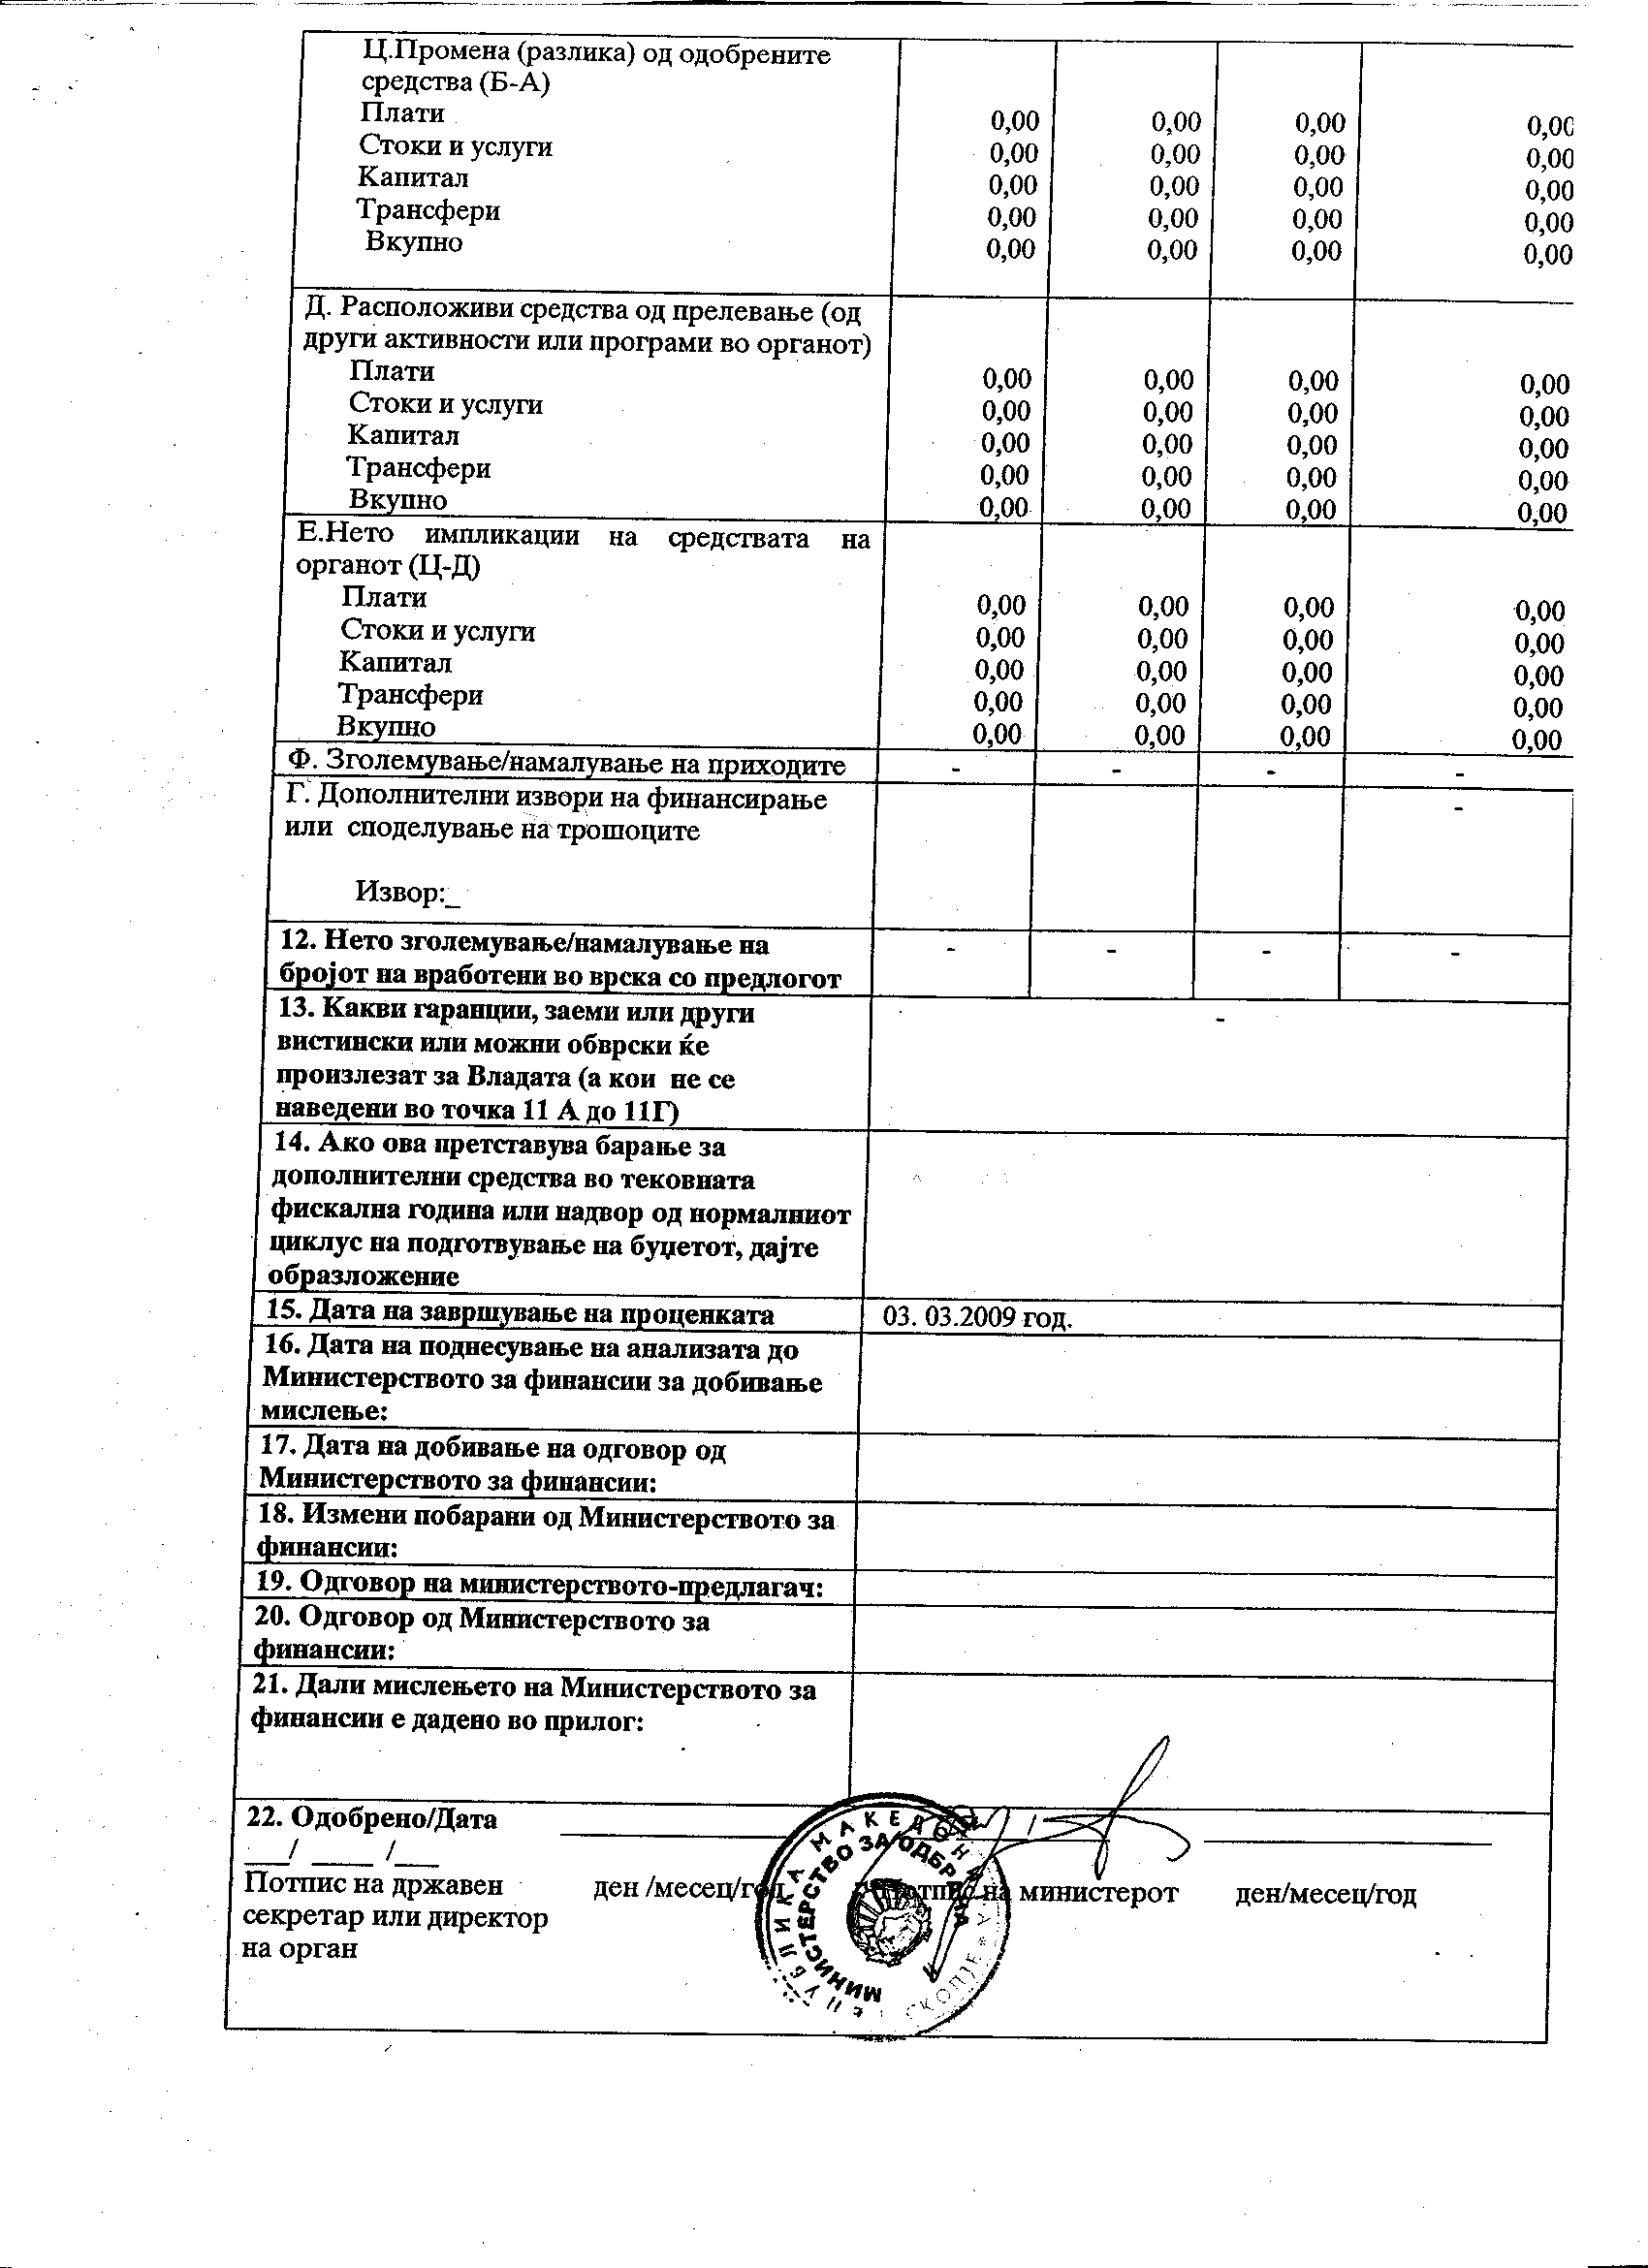 Ц.Промена (разлика) од одобрените
средства (Б-А)
Плати 0,00 0,00 0,00 0,00
Стоки и услуги 0,00 0,00 0,00 0,00
Капитал 0,00 0,00 0,00 0,00
Трансфери 0,00 0,00 0,00 0,00
Вкупно 0,00 0,00 0,00 0,00
Д. Расположиви средства од прелевање (од
други активности или програми во органот)
Плати 0,00 0,00 0,00 0,00
Стоки и услуги 0,00 0,00 0,00 0,00
Капитал 0,00 0,00 0,00 0,00
Трансфери 0,00 0,00 0,00 0,00
Вкупно 0,00 0,00 0,00 0,00
Е.Нето импликации на средствата на
органот (Ц-Д)
Плати 0,00 0,00 0,00 0,00
Стоки и услуги 0,00 0,00 0,00 0,00
Капитал 0,00 0,00 0,00 0,00
Трансфери 0,00 0,00 0,00 0,00
Вкупно 0,00 0,00 0,00 0,00
Ф. Зголемување/намалување на приходите - - - -
Г. Дополнителни извори на финансирање -
или споделување на трошоците
Извор:_
12. Нето зголемување/намалување на - - - -
бројот на вработени во врска со предлогот
13. Какви гаранции, заеми или други -
вистински или можни обврски ќе
произлезат за Владата (а кои не се
наведени во точка 11 А до 11Г)
14. Ако ова претставува барање за
дополнителни средства во тековната
фискална година или надвор од нормалниот
циклус на подготвување на буџетот, дајте
образложение
15. Дата на завршување на проценката 03. 03.2009 год.
16. Дата на поднесување на анализата до
Министерството за финансии за добивање
мислење:
17. Дата на добивање на одговор од
Министерството за финансии:
18. Измени побарани од Министерството за
финансии:
19. Одговор на министерството-предлагач:
20. Одговор од Министерството за
финансии:
21. Дали мислењето на Министерството за
финансии е дадено во прилог:
22. Одобрено/Дата
___/ ____ /___
Потпис на државен ден /месец/год Потпис на министерот ден/месец/год
секретар или директор
на орган
РЕПУБЛИКА МАКЕДОНИЈА
МИНИСТЕРСТВО ЗА ОДБРАНА
СКОПЈЕ